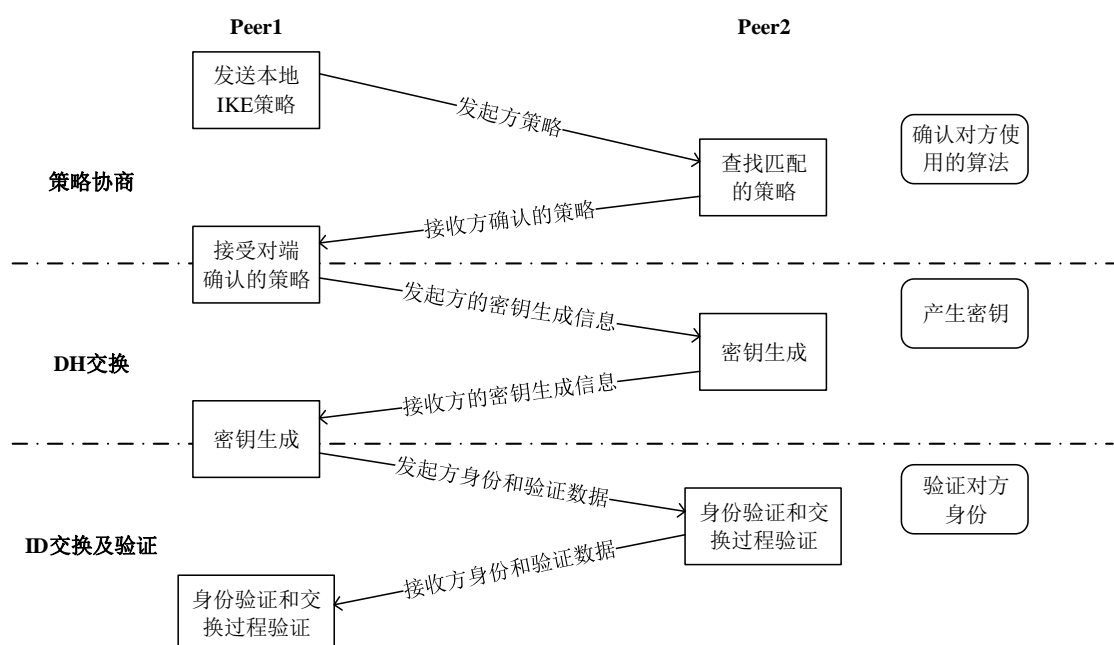 Peer1
Peer2
发送本地
IKE策略
发起方策略
确认对方使
用的算法
查找匹配
的策略
策略协商
接收方确认的策略
接受对端
确认的策略
发起方的密钥生成信息
产生密钥
密钥生成
DH交换
接收方的密钥生成信息
密钥生成
发起方身份和验证数据
验证对方
身份
身份验证和交
换过程验证
ID交换及验证
接收方身份和验证数据
身份验证和交
换过程验证